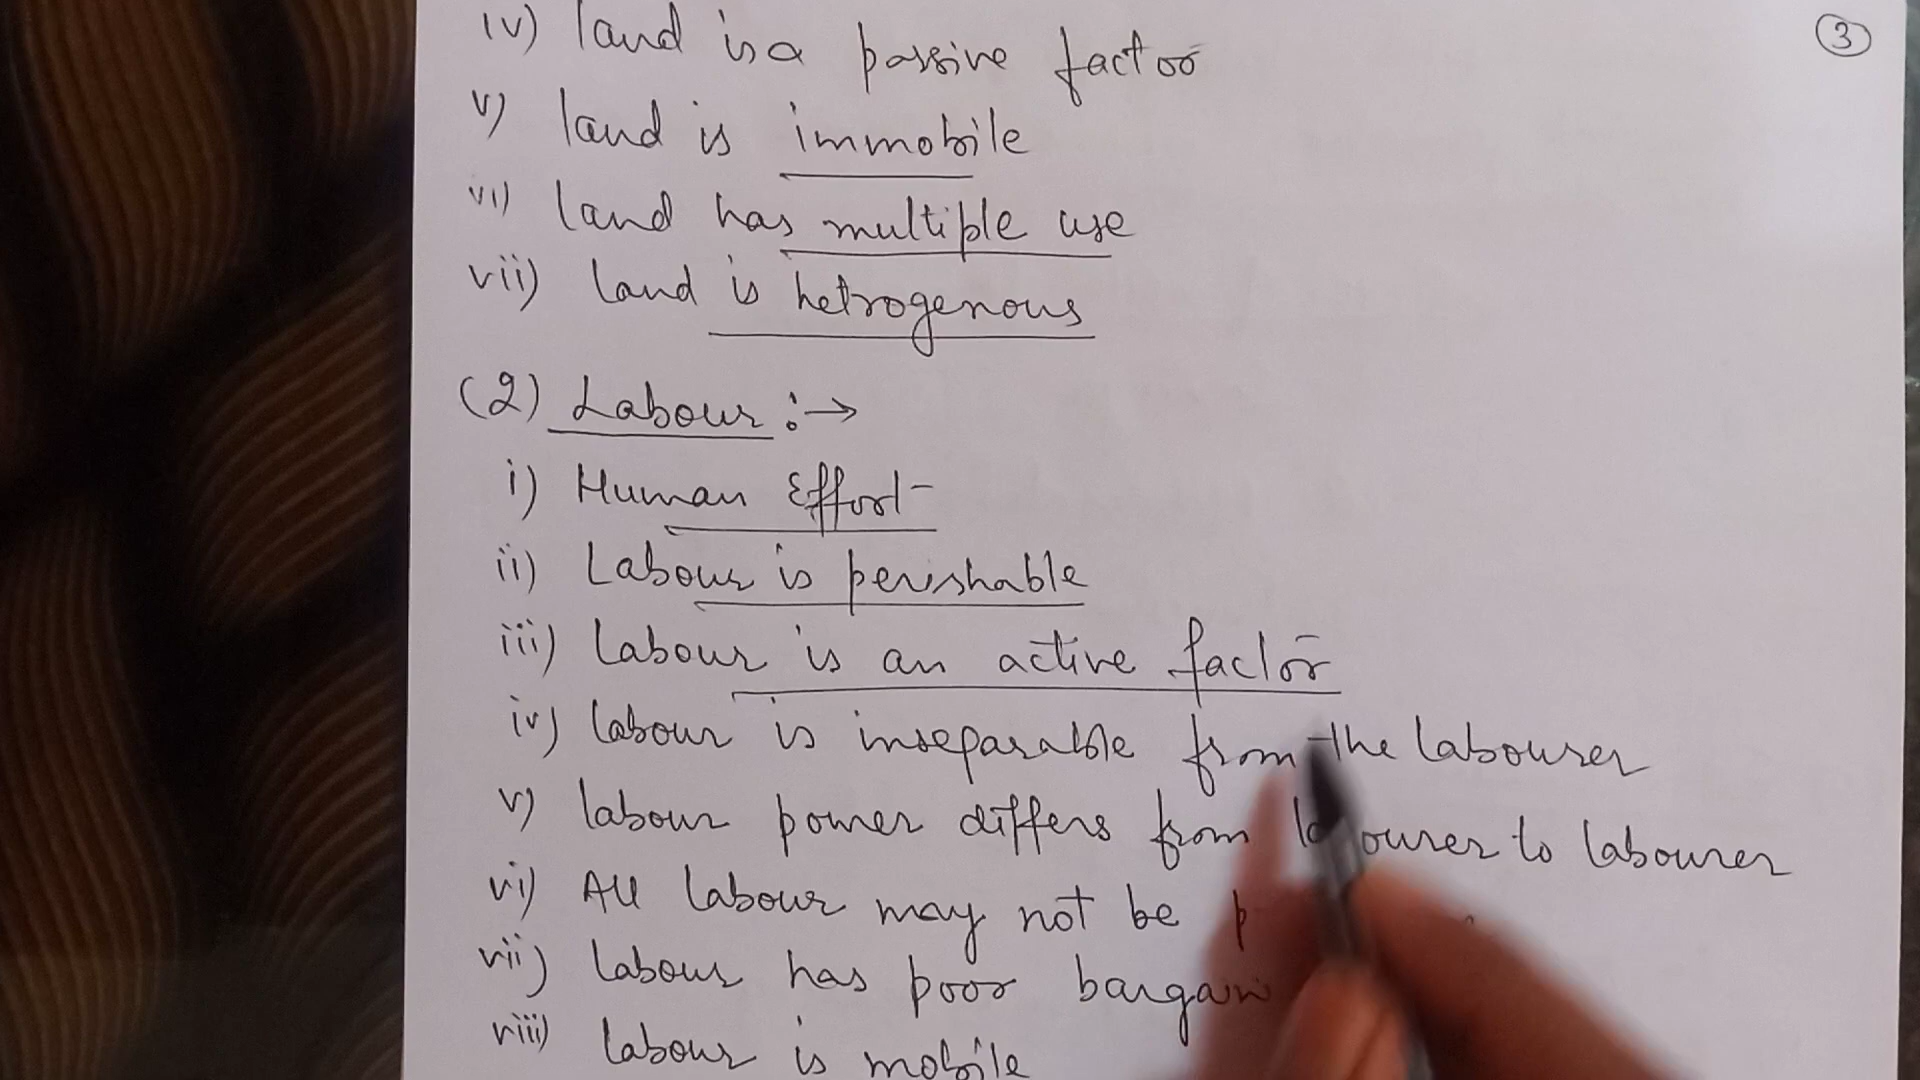 3
iv) land is a passive factor
v) land is immobile
vi) land has multiple use
vii) land is hetrogenous
(2) Labour :→
i) Human Effort
ii) Labour is perishable
iii) labour is an active factor
iv) labour is inseparable from the labourer
v) labour power differs from to labourer
vi) All labour may not be
vii) labour has poor
viii) labour is mobile